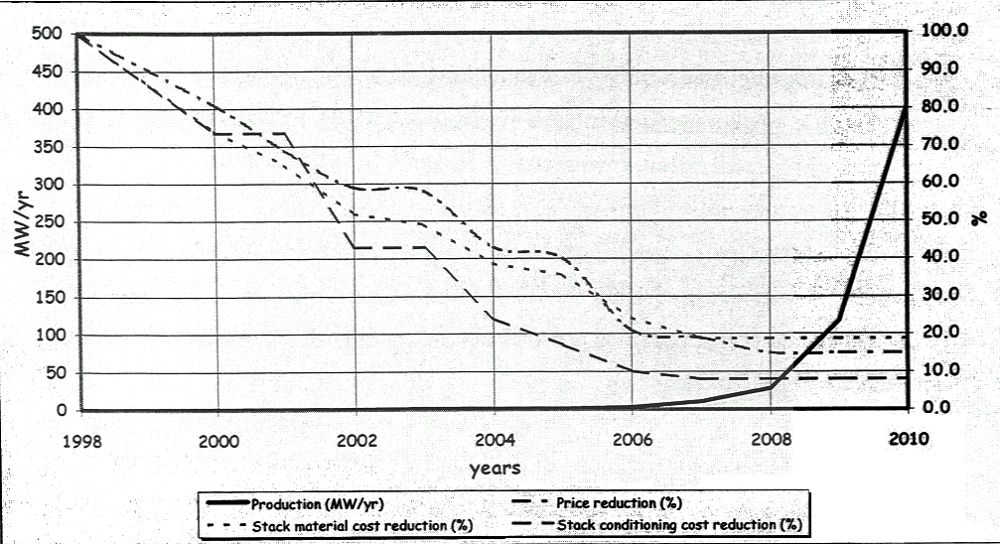 500 100.0
450 90.0
400 80.0
350 70.0
300 60.0
250 50.0
200 40.0
150 30.0
100 20.0
50 10.0
0 0.0
MW/yr
%
1998 2000 2002 2004 2006 2008 2010
years
Production (MW/yr) Price reduction (%)
Stack material cost reduction (%) Stack conditioning cost reduction (%)